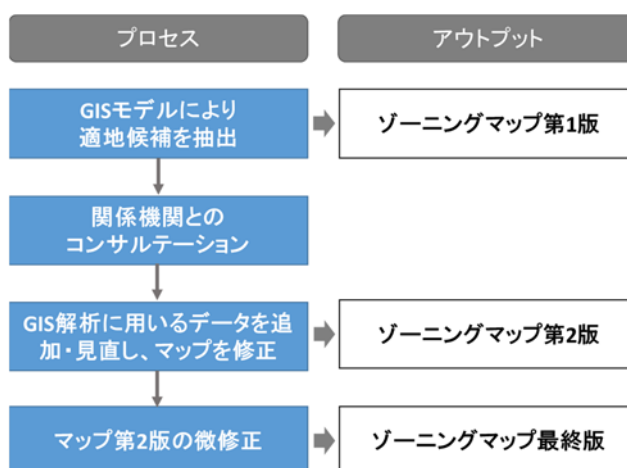 プロセス
アウトプット
GISモデルにより
適地候補を抽出
ゾーニングマップ第1版
関係機関との
コンサルテーション
GIS解析に用いるデータを追
加・見直し、マップを修正
ゾーニングマップ第2版
マップ第2版の微修正
ゾーニングマップ最終版